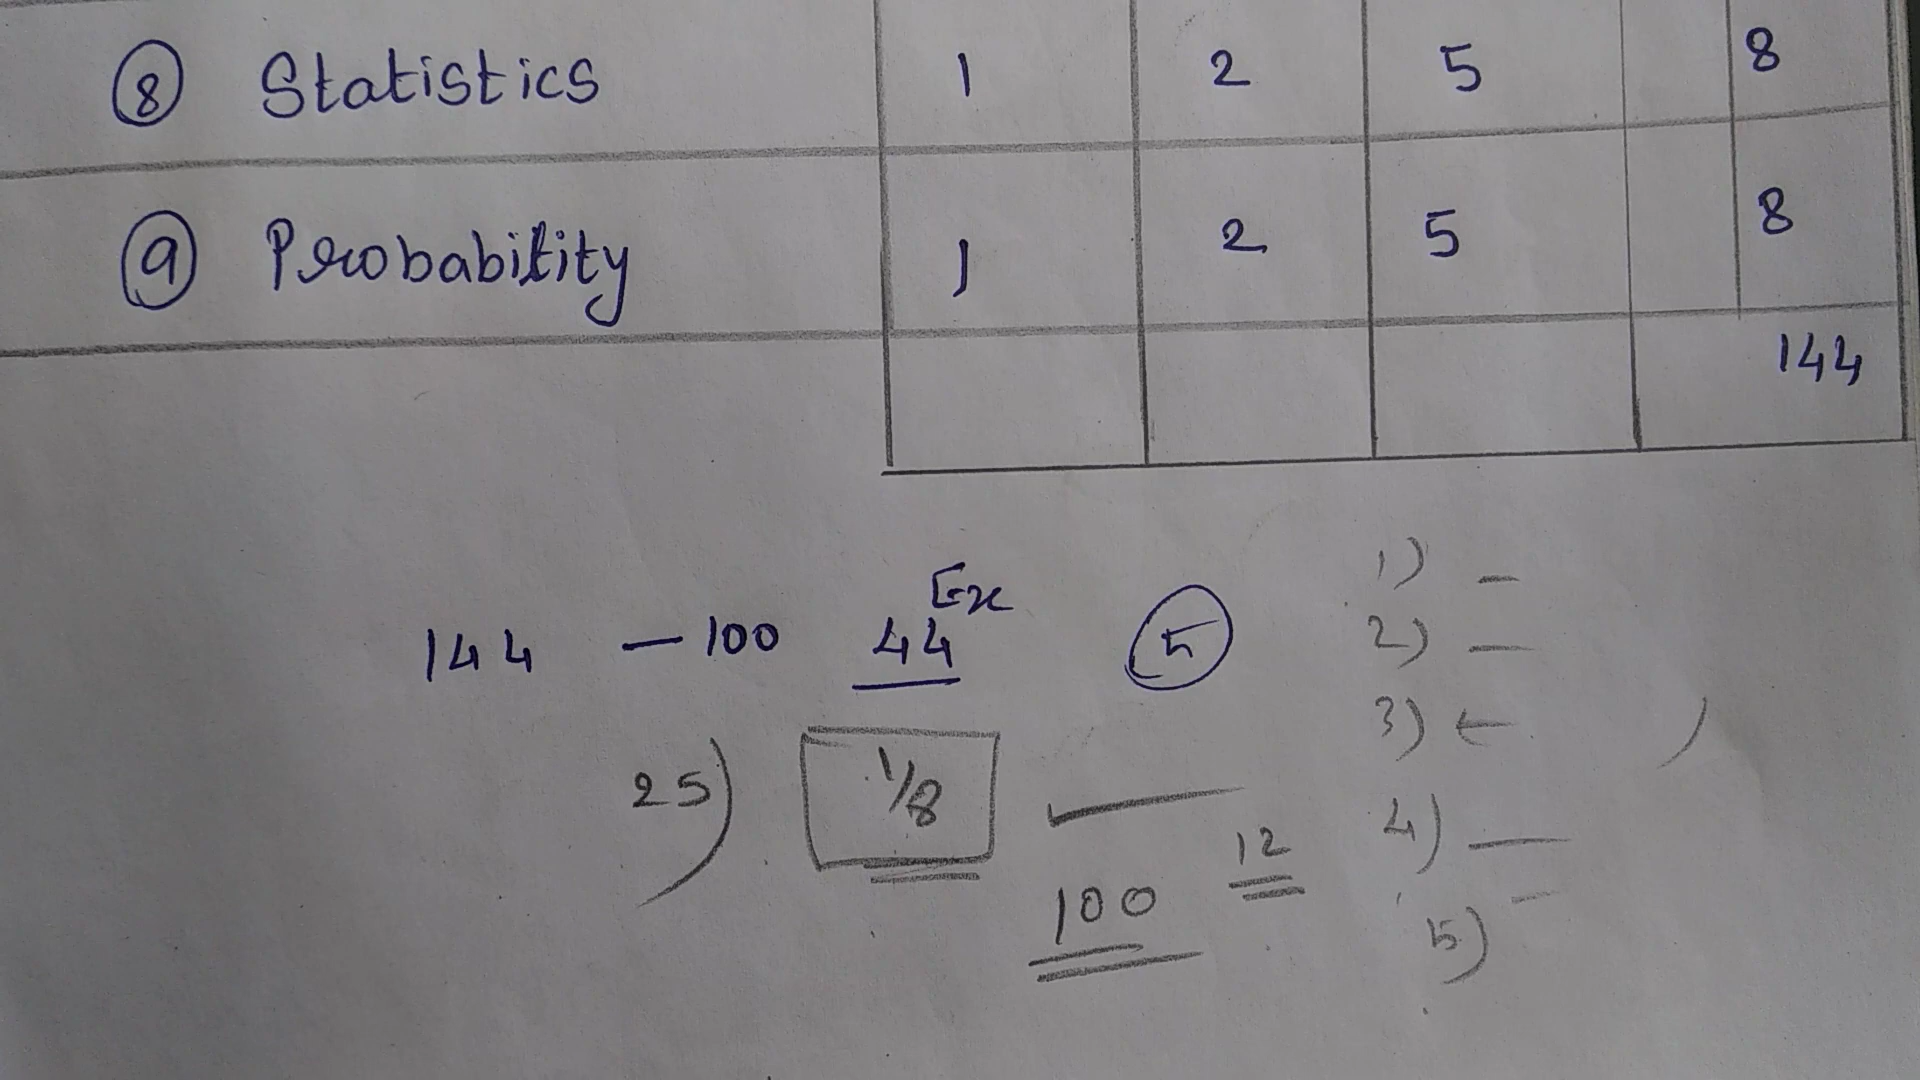 8 Statistics 1 2 5 8
9 Probability 1 2 5 8
144
Ex
144 – 100 44 5
1) –
2) –
3) ←
4) —
5) –
25) 1/8
12
100